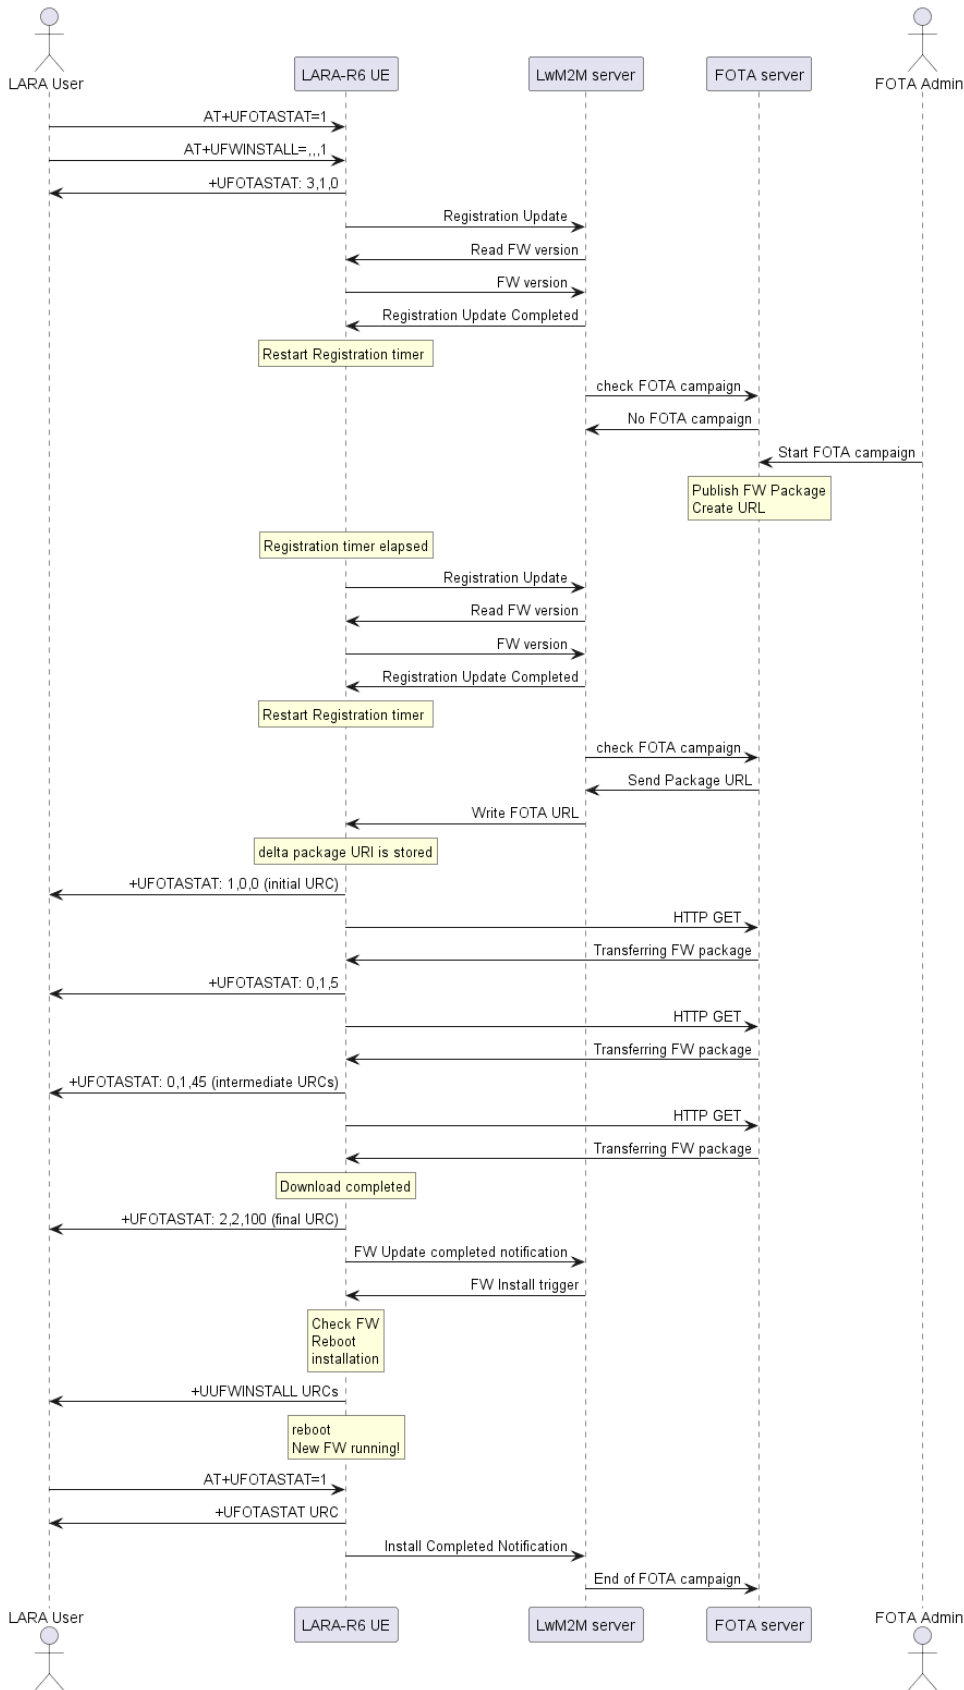 LARA User
LARA-R6 UE
LwM2M server
FOTA server
FOTA Admin
AT+UFOTASTAT=1
AT+UFWINSTALL=,,,1
+UFOTASTAT: 3,1,0
Registration Update
Read FW version
FW version
Registration Update Completed
Restart Registration timer
check FOTA campaign
No FOTA campaign
Start FOTA campaign
Publish FW Package
Create URL
Registration timer elapsed
Registration Update
Read FW version
FW version
Registration Update Completed
Restart Registration timer
check FOTA campaign
Send Package URL
Write FOTA URL
delta package URI is stored
+UFOTASTAT: 1,0,0 (initial URC)
HTTP GET
Transferring FW package
+UFOTASTAT: 0,1,5
HTTP GET
Transferring FW package
+UFOTASTAT: 0,1,45 (intermediate URCs)
HTTP GET
Transferring FW package
Download completed
+UFOTASTAT: 2,2,100 (final URC)
FW Update completed notification
FW Install trigger
Check FW
Reboot
installation
+UUFWINSTALL URCs
reboot
New FW running!
AT+UFOTASTAT=1
+UFOTASTAT URC
Install Completed Notification
End of FOTA campaign
LARA User
LARA-R6 UE
LwM2M server
FOTA server
FOTA Admin